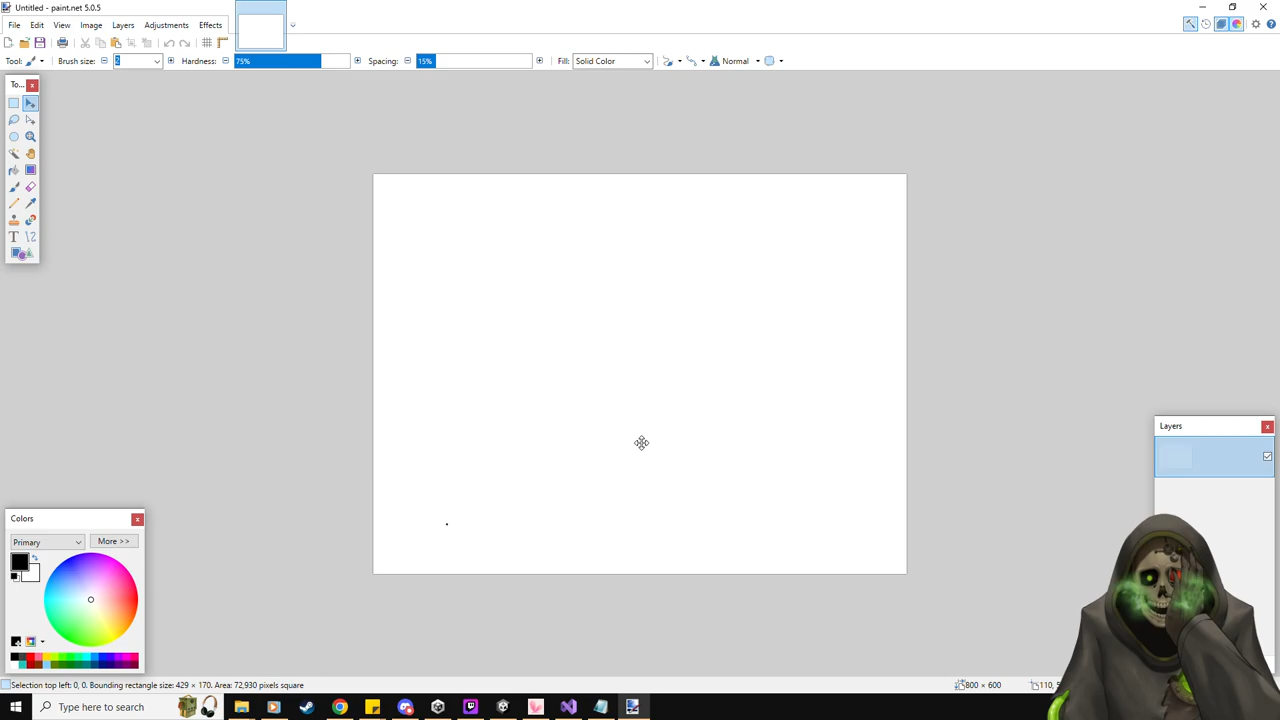 Untitled - paint.net 5.0.5
File Edit View Image Layers Adjustments Effects
Tool: Brush size: 2 Hardness: 75% Spacing: 15% Fill: Solid Color Normal
To...
Layers
Colors
Primary More >>
Selection top left: 0, 0. Bounding rectangle size: 429 × 170. Area: 72,930 pixels square 800 × 600 110, 5
Type here to search